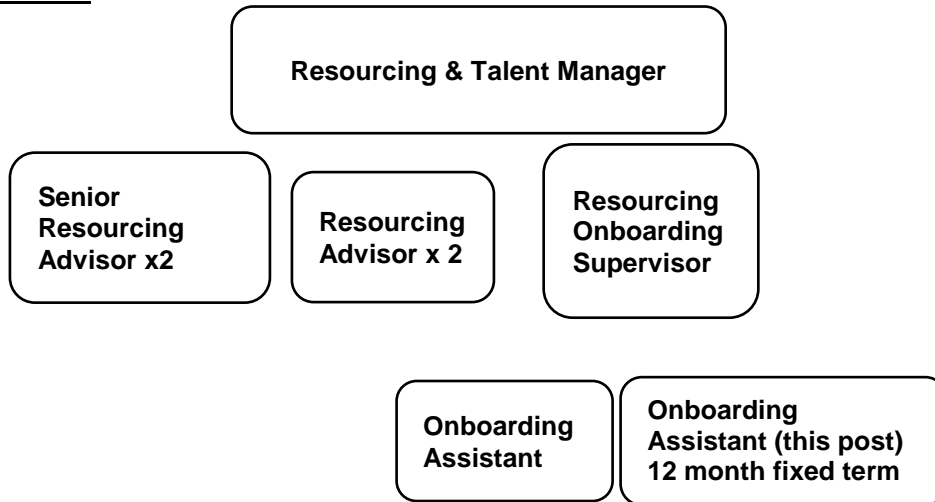 Resourcing & Talent Manager
Senior
Resourcing
Advisor x2
Resourcing
Advisor x 2
Resourcing
Onboarding
Supervisor
Onboarding
Assistant
Onboarding
Assistant (this post)
12 month fixed term